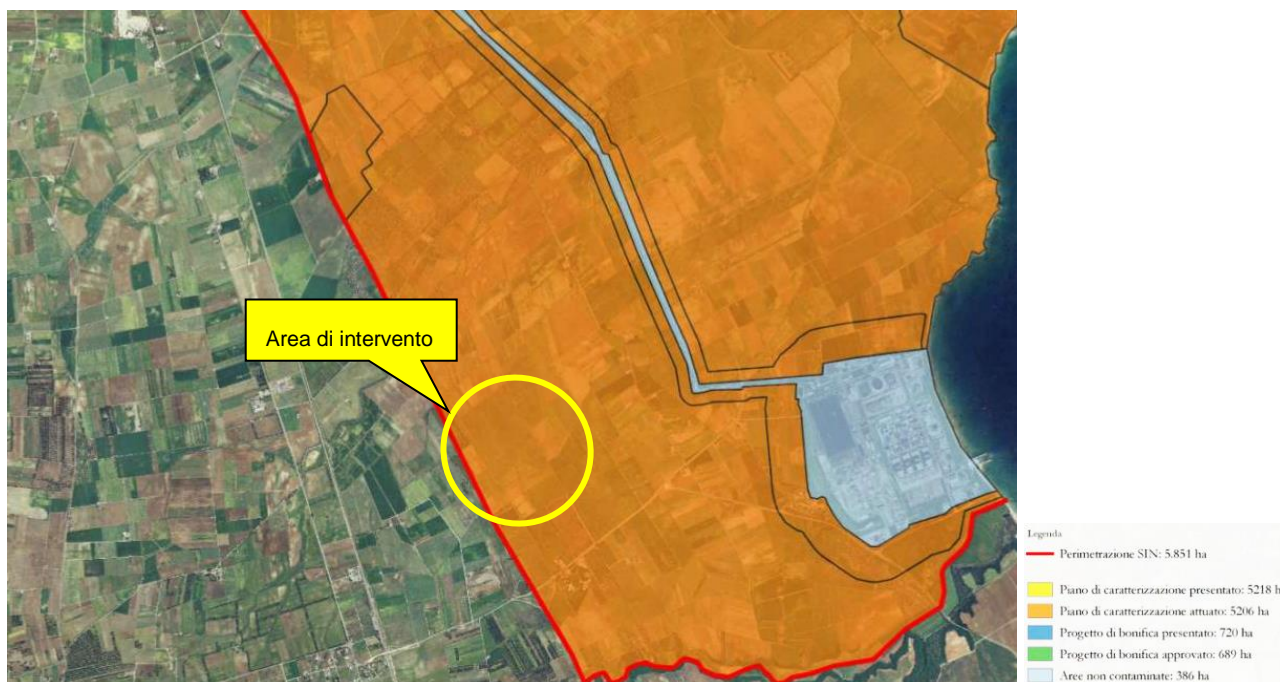 Area di intervento
Legenda
Perimetrazione SIN: 5.851 ha
Piano di caratterizzazione presentato: 5218 h
Piano di caratterizzazione attuato: 5206 ha
Progetto di bonifica presentato: 720 ha
Progetto di bonifica approvato: 689 ha
Aree non contaminate: 386 ha